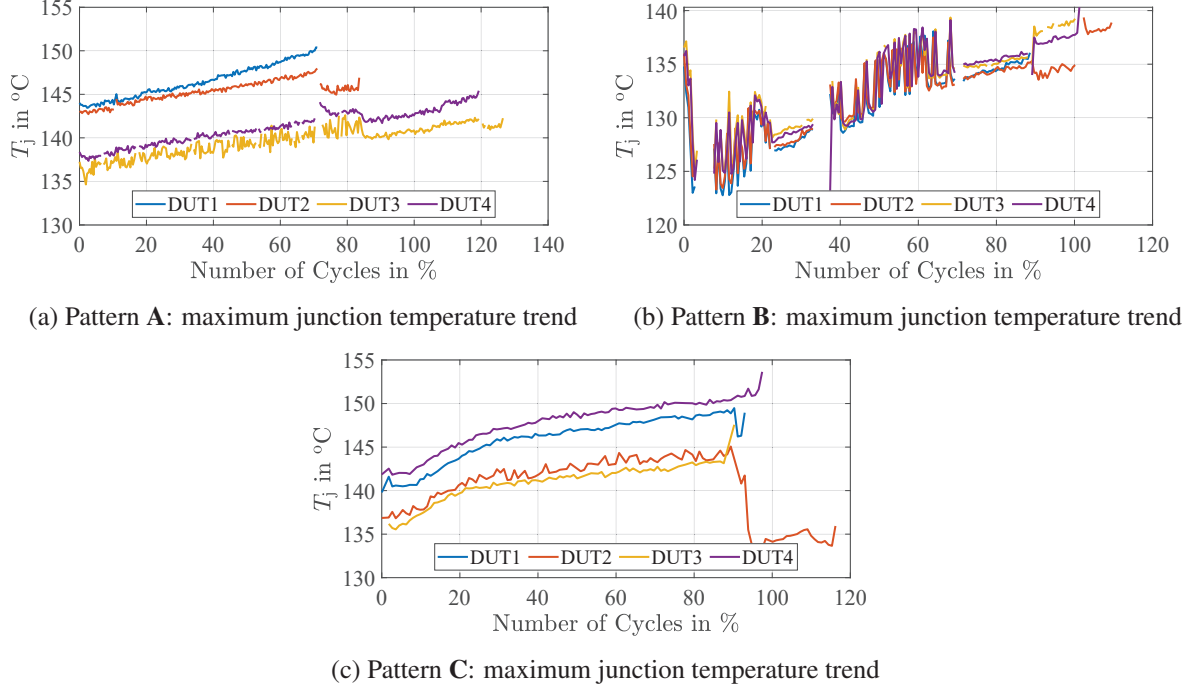 155
150
145
140
135
130
T_j in °C
0 20 40 60 80 100 120 140
Number of Cycles in %
DUT1 DUT2 DUT3 DUT4
(a) Pattern A: maximum junction temperature trend
140
135
130
125
120
T_j in °C
0 20 40 60 80 100 120
Number of Cycles in %
DUT1 DUT2 DUT3 DUT4
(b) Pattern B: maximum junction temperature trend
155
150
145
140
135
130
T_j in °C
0 20 40 60 80 100 120
Number of Cycles in %
DUT1 DUT2 DUT3 DUT4
(c) Pattern C: maximum junction temperature trend